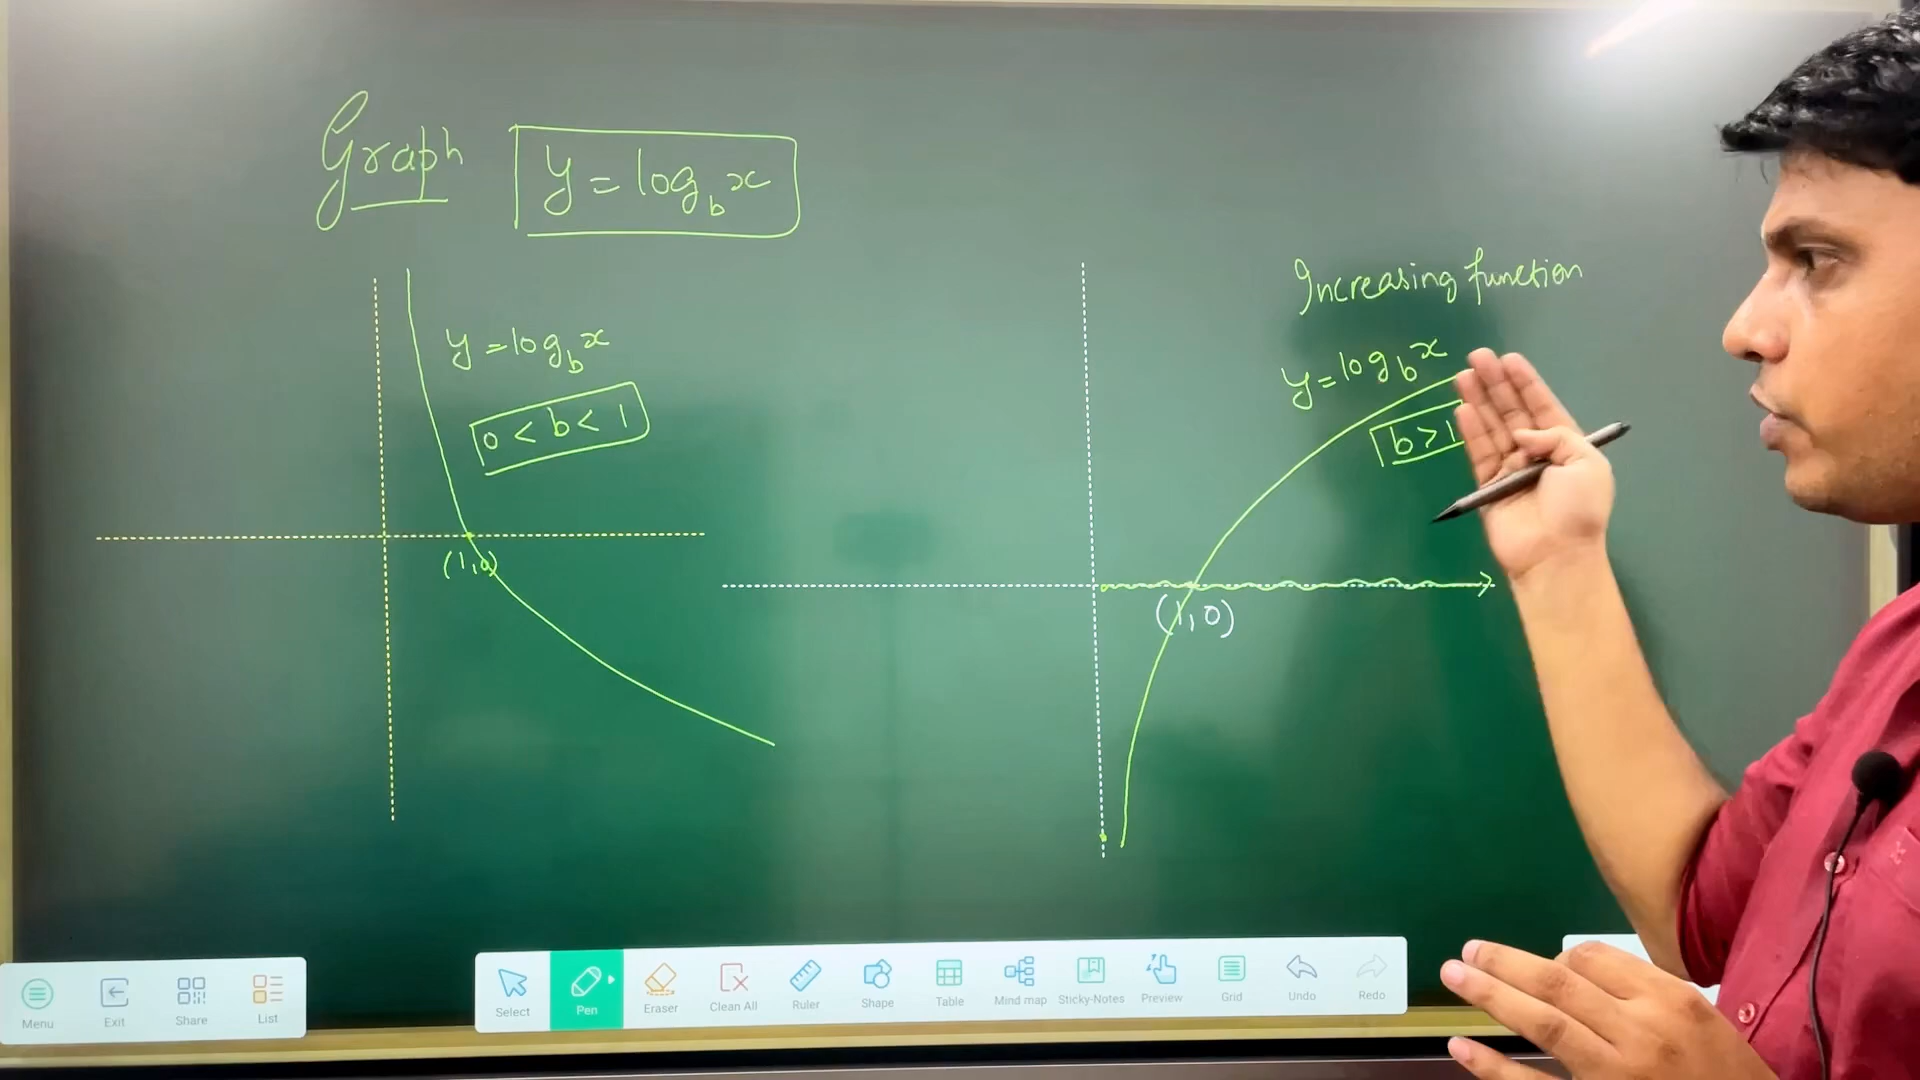 Graph y = log_b x
y = log_b x
0 < b < 1
(1,0)
Increasing function
y = log_b x
b > 1
(1,0)
Menu Exit Share List
Select Pen Eraser Clean All Ruler Shape Table Mind map Sticky-Notes Preview Grid Undo Redo